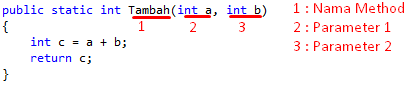 public static int Tambah(int a, int b) 1 : Nama Method
1 2 3 2 : Parameter 1
{
3 : Parameter 2
int c = a + b;
return c;
}